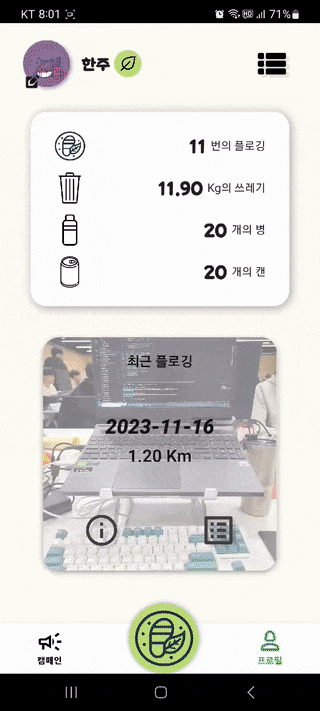 KT 8:01 71%
한주
11 번의 플로깅
11.90 Kg의 쓰레기
20 개의 병
20 개의 캔
최근 플로깅
2023-11-16
1.20 Km
캠페인
프로필